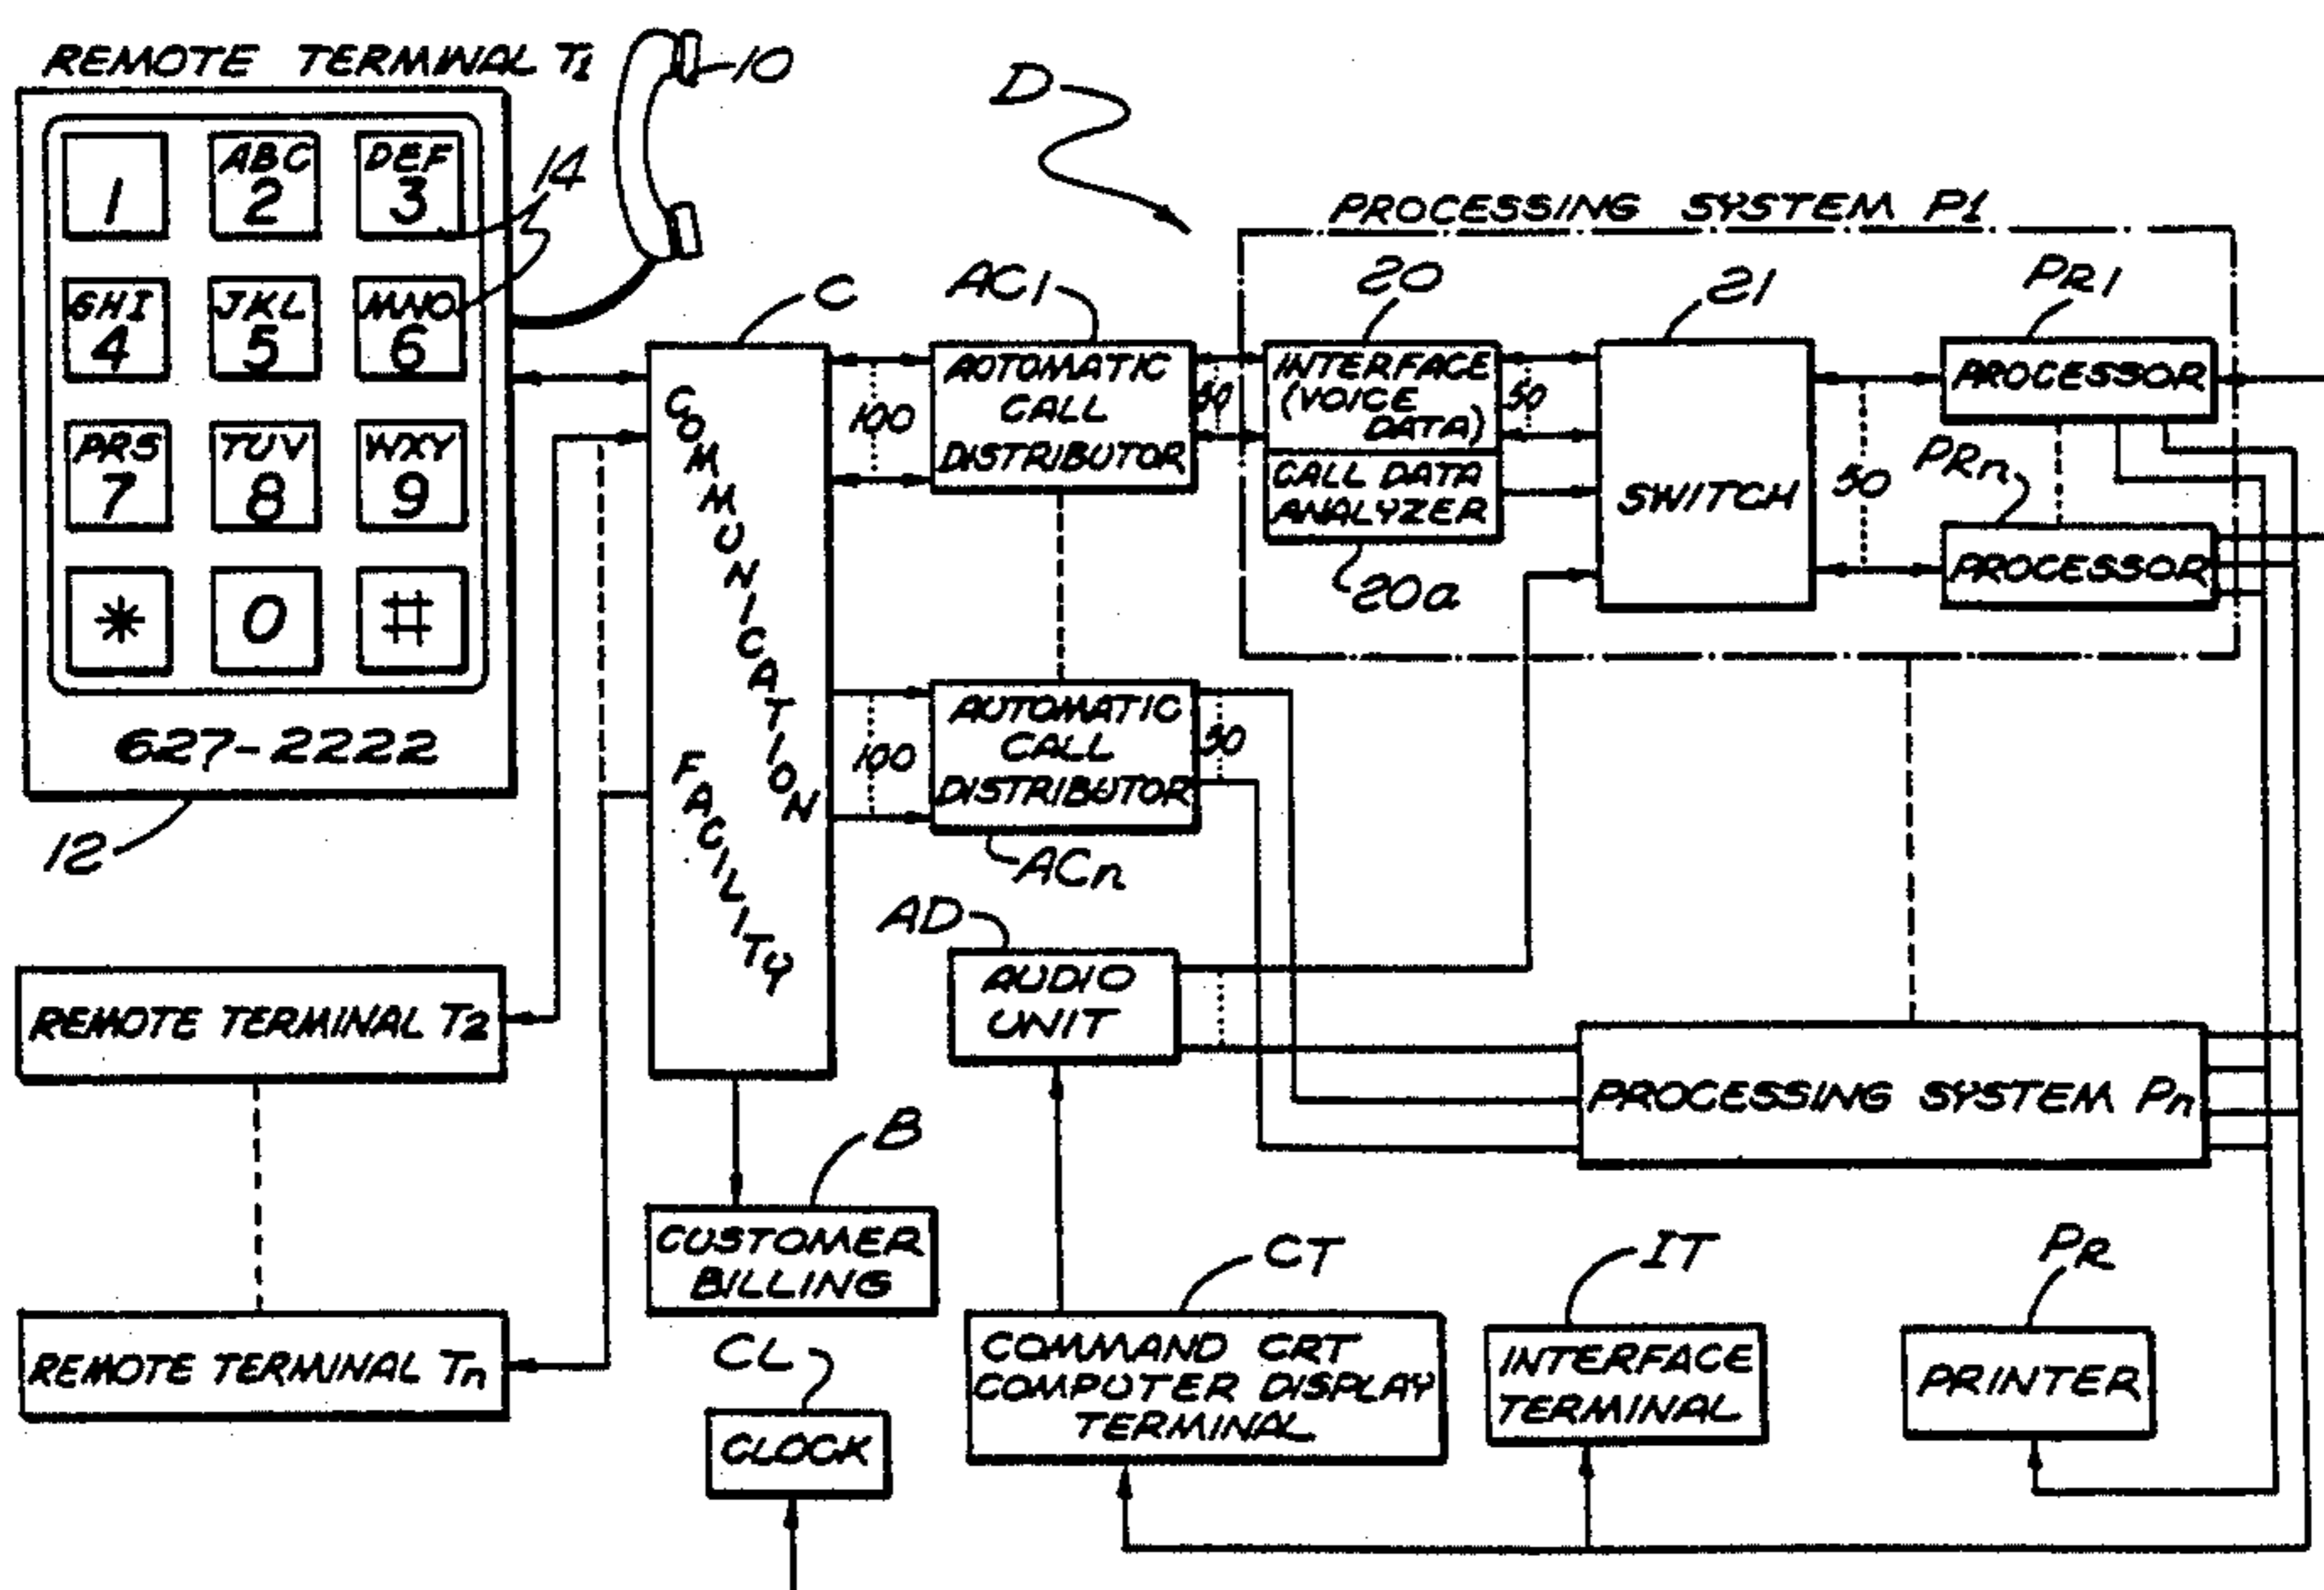 REMOTE TERMINAL T1
10
D
1
ABC
2
DEF
3
14
GHI
4
JKL
5
MNO
6
PRS
7
TUV
8
WXY
9
*
0
#
627-2222
12
REMOTE TERMINAL T2
REMOTE TERMINAL Tn
C
COMMUNICATION
FACILITY
100
100
AC1
AUTOMATIC
CALL
DISTRIBUTOR
50
AUTOMATIC
CALL
DISTRIBUTOR
50
ACn
PROCESSING SYSTEM P1
20
INTERFACE
(VOICE
DATA)
CALL DATA
ANALYZER
20a
50
21
SWITCH
50
PR1
PROCESSOR
PRn
PROCESSOR
AD
AUDIO
UNIT
PROCESSING SYSTEM Pn
B
CUSTOMER
BILLING
CL
CLOCK
CT
COMMAND CRT
COMPUTER DISPLAY
TERMINAL
IT
INTERFACE
TERMINAL
PR
PRINTER